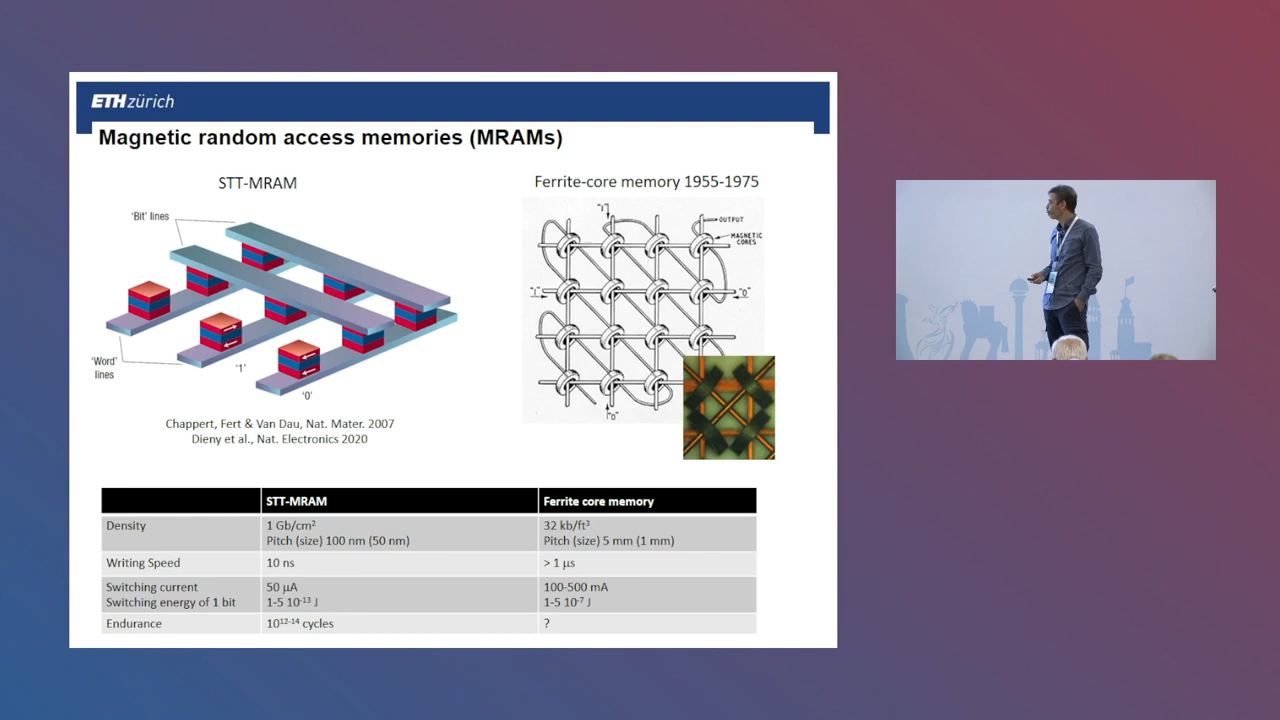 ETH zürich
Magnetic random access memories (MRAMs)
STT-MRAM
Ferrite-core memory 1955-1975
'Bit' lines
'Word'
lines
'1'
'0'
"1"
OUTPUT
MAGNETIC
CORES
"1"
"0"
"0"
Chappert, Fert & Van Dau, Nat. Mater. 2007
Dieny et al., Nat. Electronics 2020
STT-MRAM
Ferrite core memory
Density
1 Gb/cm²
Pitch (size) 100 nm (50 nm)
32 kb/ft³
Pitch (size) 5 mm (1 mm)
Writing Speed
10 ns
> 1 µs
Switching current
Switching energy of 1 bit
50 µA
1-5 10⁻¹³ J
100-500 mA
1-5 10⁻⁷ J
Endurance
10¹²⁻¹⁴ cycles
?